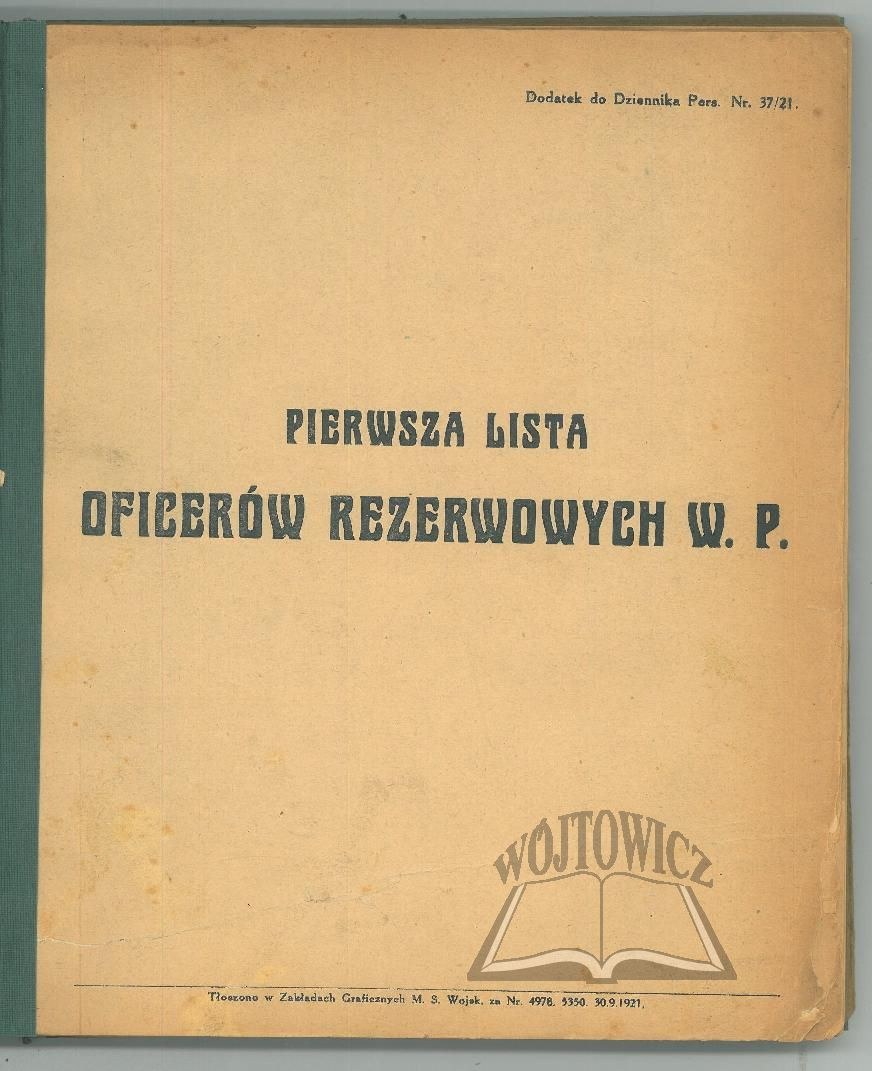 Dodatek do Dziennika Pers. Nr. 37/21.
PIERWSZA LISTA
OFICERÓW REZERWOWYCH W. P.
WÓJTOWICZ
Tłoszono w Zakładach Graficznych M. S. Wojsk. za Nr. 4978. 5350. 30.9.1921.